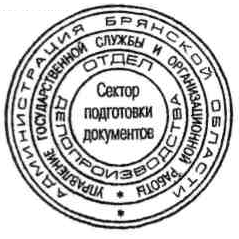 АДМИНИСТРАЦИЯ БРЯНСКОЙ ОБЛАСТИ
УПРАВЛЕНИЕ ГОСУДАРСТВЕННОЙ СЛУЖБЫ И ОРГАНИЗАЦИОННОЙ РАБОТЫ
ОТДЕЛ
ДЕЛОПРОИЗВОДСТВА
Сектор
подготовки
документов